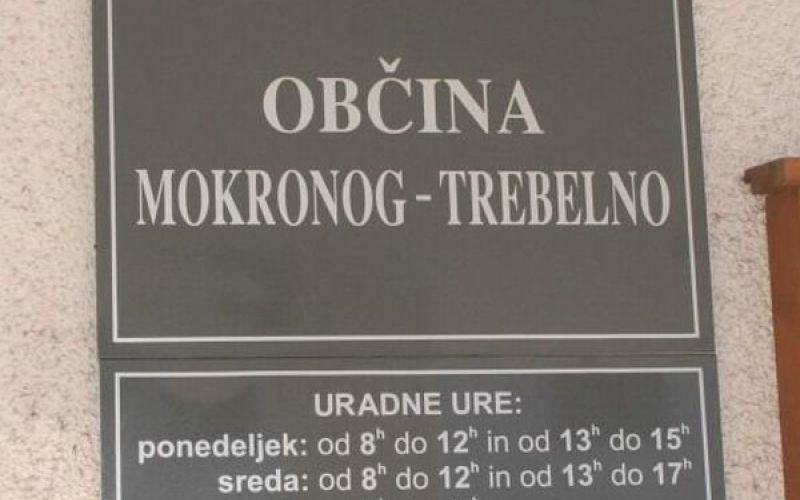 OBČINA
MOKRONOG - TREBELNO
URADNE URE:
ponedeljek: od 8h do 12h in od 13h do 15h
sreda: od 8h do 12h in od 13h do 17h